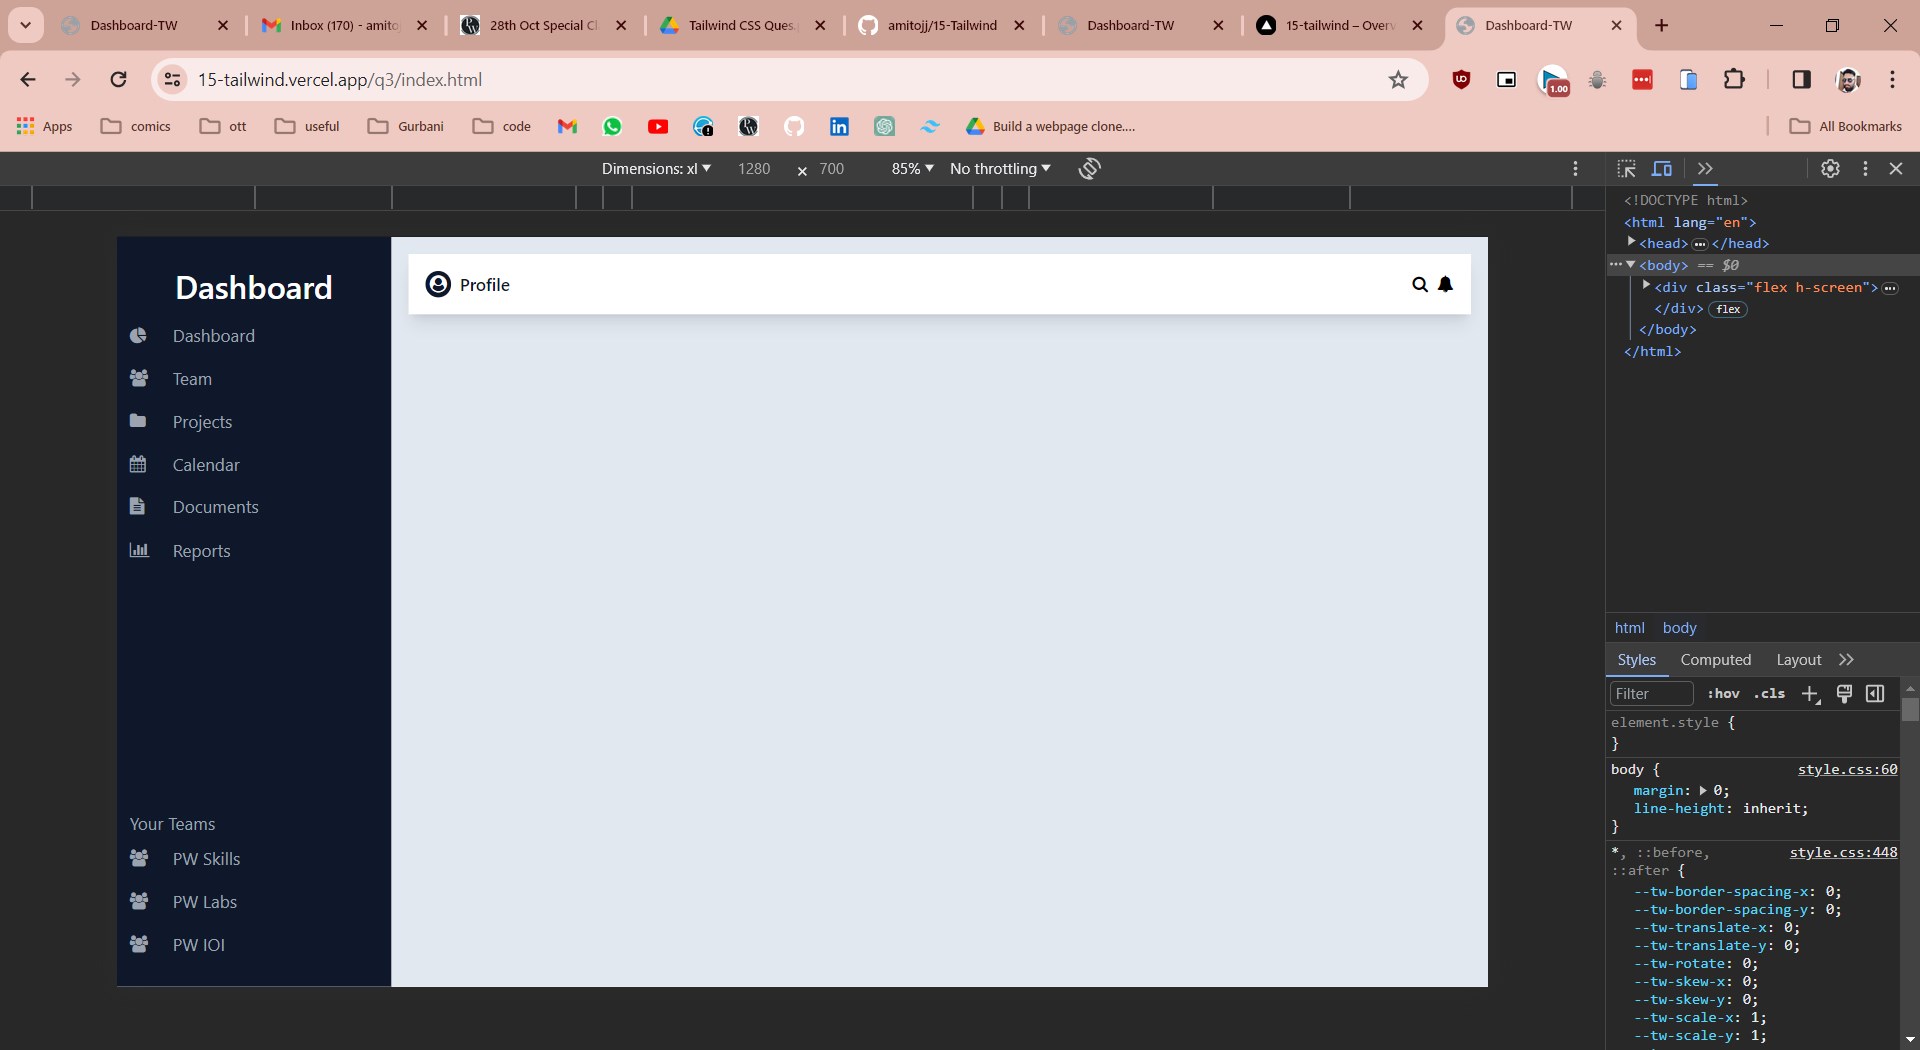 Dashboard-TW
Inbox (170) - amitoj
28th Oct Special Cl
Tailwind CSS Ques.
amitojj/15-Tailwind
Dashboard-TW
15-tailwind – Overv
Dashboard-TW
15-tailwind.vercel.app/q3/index.html
1.00
Apps
comics
ott
useful
Gurbani
code
Build a webpage clone....
All Bookmarks
Dimensions: xl
1280
×
700
85%
No throttling
Dashboard
Dashboard
Team
Projects
Calendar
Documents
Reports
Your Teams
PW Skills
PW Labs
PW IOI
Profile
<!DOCTYPE html>
<html lang="en">
<head> ••• </head>
••• <body> == $0
<div class="flex h-screen"> •••
</div> flex
</body>
</html>
html body
Styles Computed Layout
Filter :hov .cls
element.style {
}
body { style.css:60
margin: 0;
line-height: inherit;
}
*, ::before, style.css:448
::after {
--tw-border-spacing-x: 0;
--tw-border-spacing-y: 0;
--tw-translate-x: 0;
--tw-translate-y: 0;
--tw-rotate: 0;
--tw-skew-x: 0;
--tw-skew-y: 0;
--tw-scale-x: 1;
--tw-scale-y: 1;